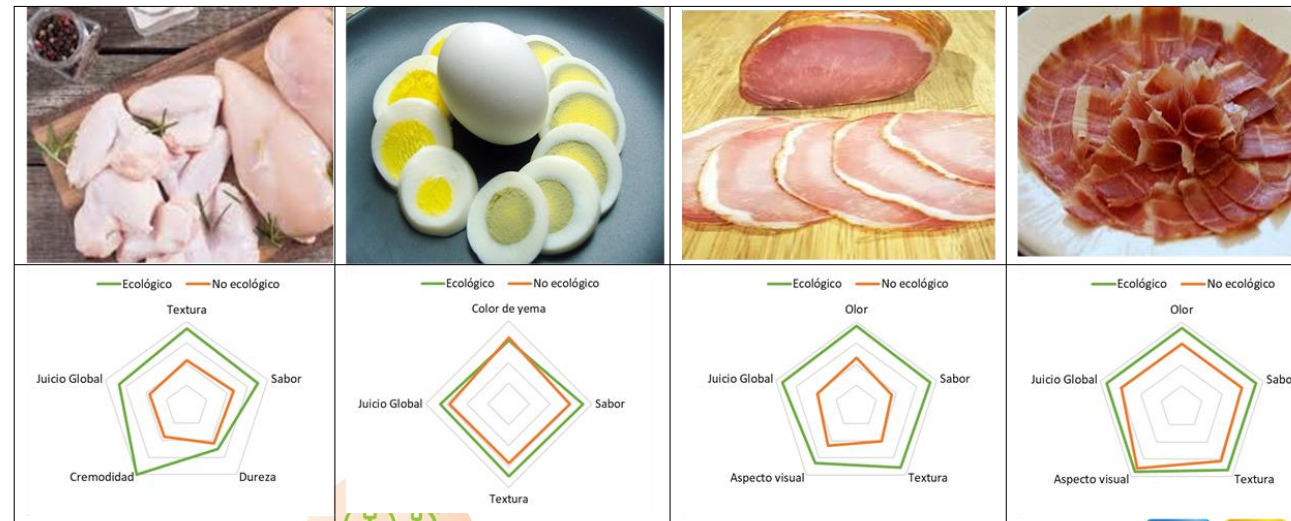 Ecológico No ecológico
Textura
Juicio Global Sabor
Cremodidad Dureza
Ecológico No ecológico
Color de yema
Juicio Global Sabor
Textura
Ecológico No ecológico
Olor
Juicio Global Sabor
Aspecto visual Textura
Ecológico No ecológico
Olor
Juicio Global Sabo
Aspecto visual Textura